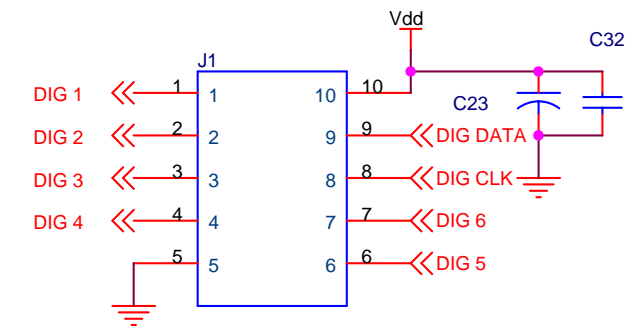 Vdd
C32
J1
DIG 1 1 1 10 10
C23
DIG 2 2 2 9 9 DIG DATA
DIG 3 3 3 8 8 DIG CLK
DIG 4 4 4 7 7 DIG 6
5 5 6 6 DIG 5